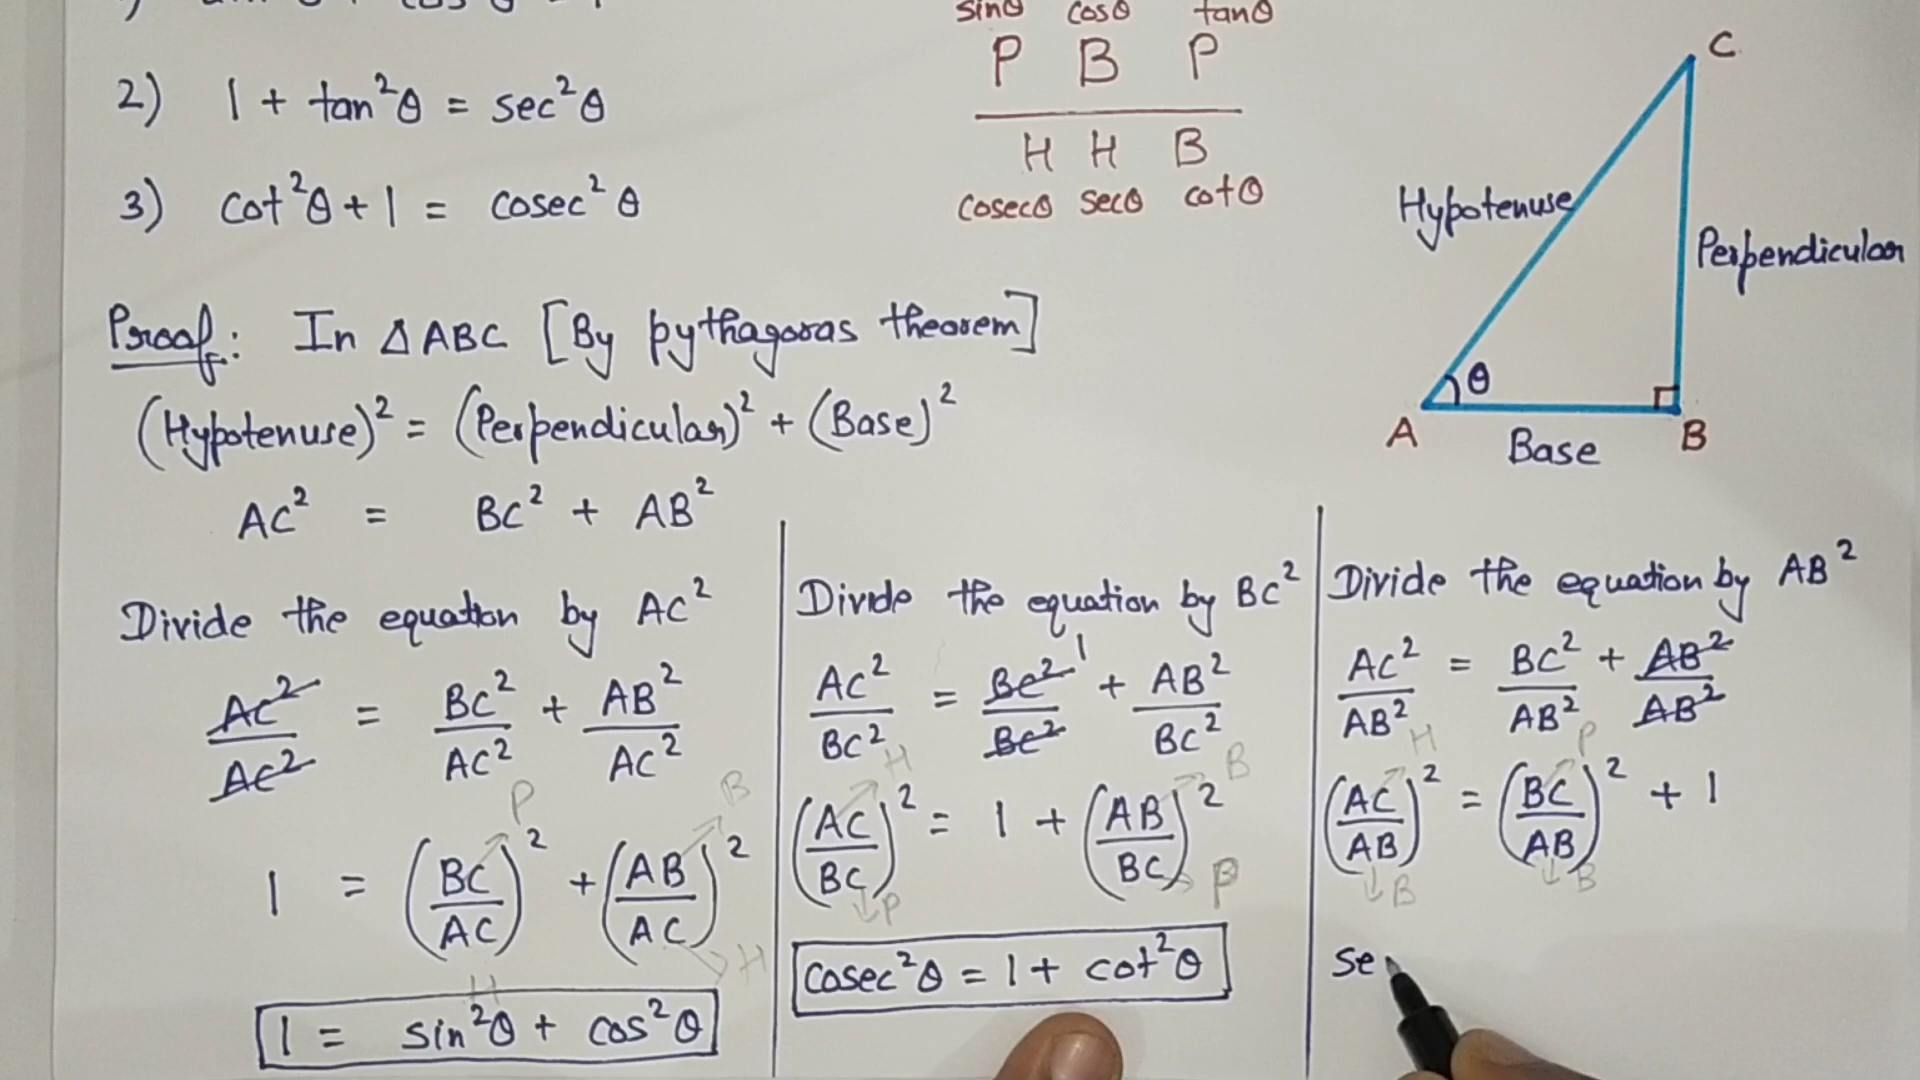 2) 1 + tan²θ = sec²θ
3) cot²θ + 1 = cosec²θ
sinθ cosθ tanθ
P B P
H H B
cosecθ secθ cotθ
C
Hypotenuse
Perpendicular
θ
A
B
Base
Proof: In Δ ABC [By pythagoras theorem]
(Hypotenuse)² = (Perpendicular)² + (Base)²
AC² = BC² + AB²
Divide the equation by AC²
AC²/AC² = BC²/AC² + AB²/AC²
P B
1 = (BC/AC)² + (AB/AC)²
H H
1 = sin²θ + cos²θ
Divide the equation by BC²
AC²/BC² = BC²/BC² 1 + AB²/BC²
H B
(AC/BC)² = 1 + (AB/BC)²
P P
cosec²θ = 1 + cot²θ
Divide the equation by AB²
AC²/AB² = BC²/AB² + AB²/AB²
H P
(AC/AB)² = (BC/AB)² + 1
B B
se